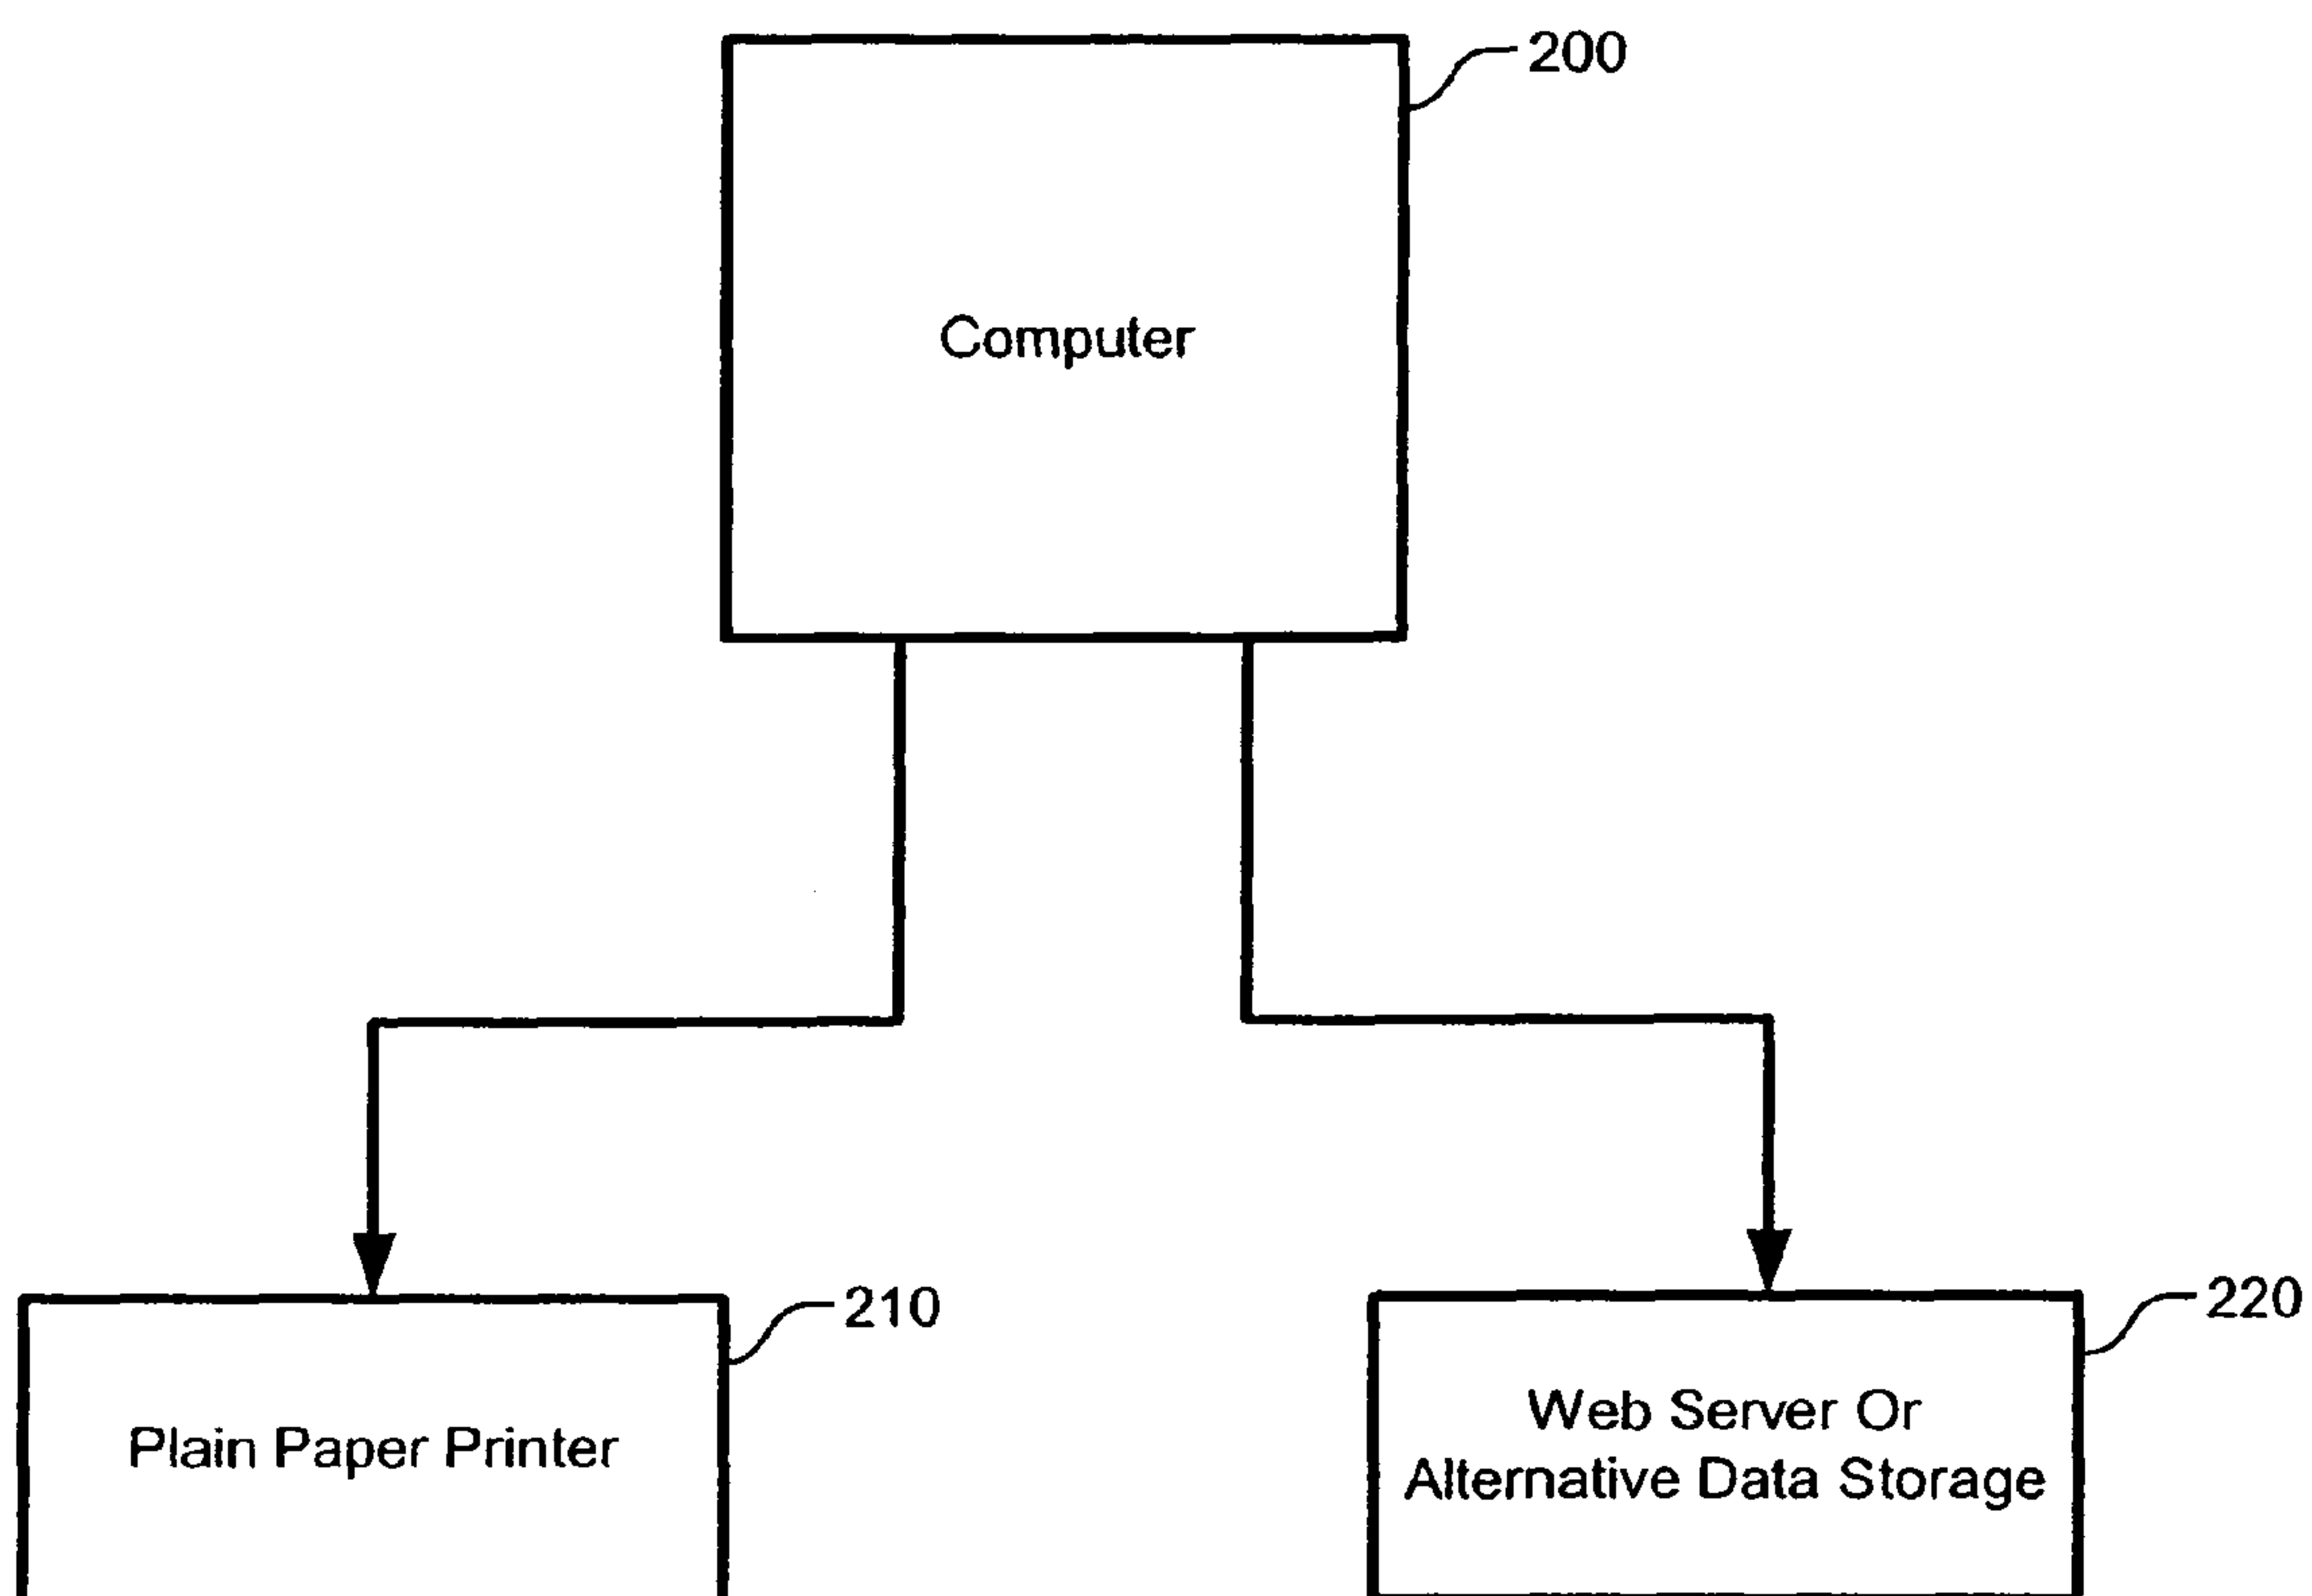 200
Computer
210
Plain Paper Printer
220
Web Server Or
Alternative Data Storage